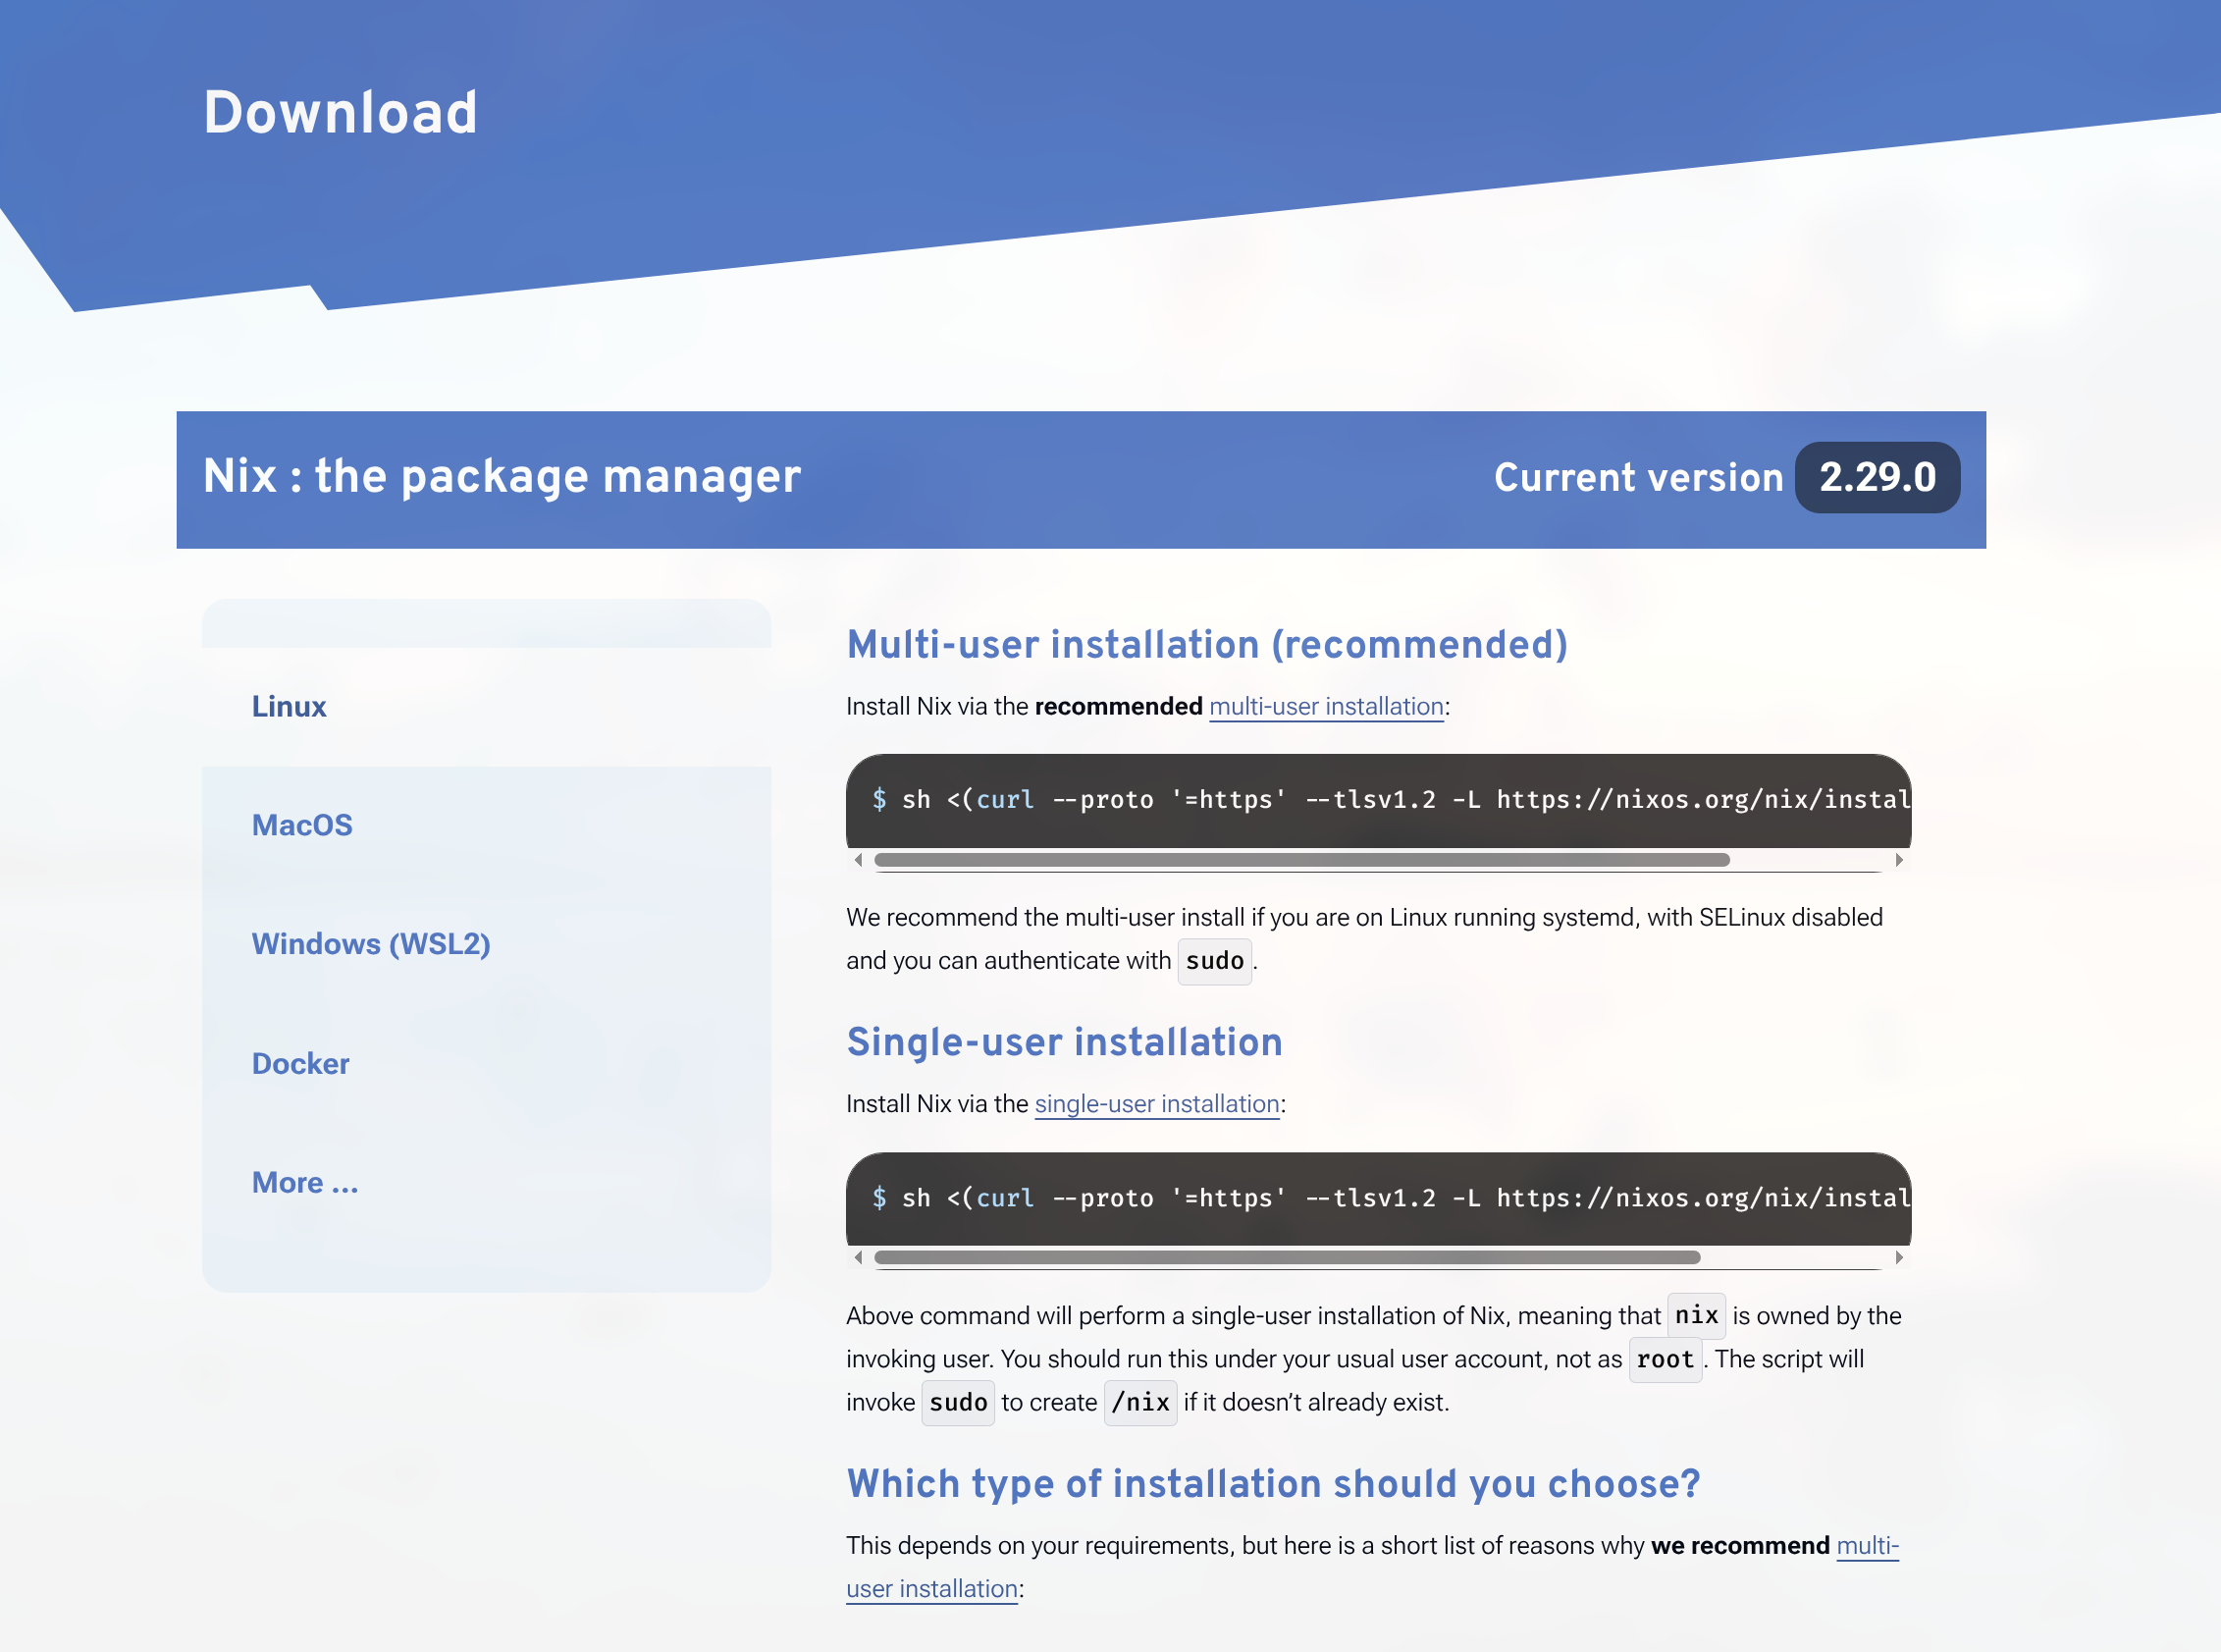 Download
Nix : the package manager
Current version 2.29.0
Linux
MacOS
Windows (WSL2)
Docker
More ...
Multi-user installation (recommended)
Install Nix via the recommended multi-user installation:
$ sh <(curl --proto '=https' --tlsv1.2 -L https://nixos.org/nix/instal
We recommend the multi-user install if you are on Linux running systemd, with SELinux disabled
and you can authenticate with sudo.
Single-user installation
Install Nix via the single-user installation:
$ sh <(curl --proto '=https' --tlsv1.2 -L https://nixos.org/nix/instal
Above command will perform a single-user installation of Nix, meaning that nix is owned by the
invoking user. You should run this under your usual user account, not as root. The script will
invoke sudo to create /nix if it doesn’t already exist.
Which type of installation should you choose?
This depends on your requirements, but here is a short list of reasons why we recommend multi-
user installation: